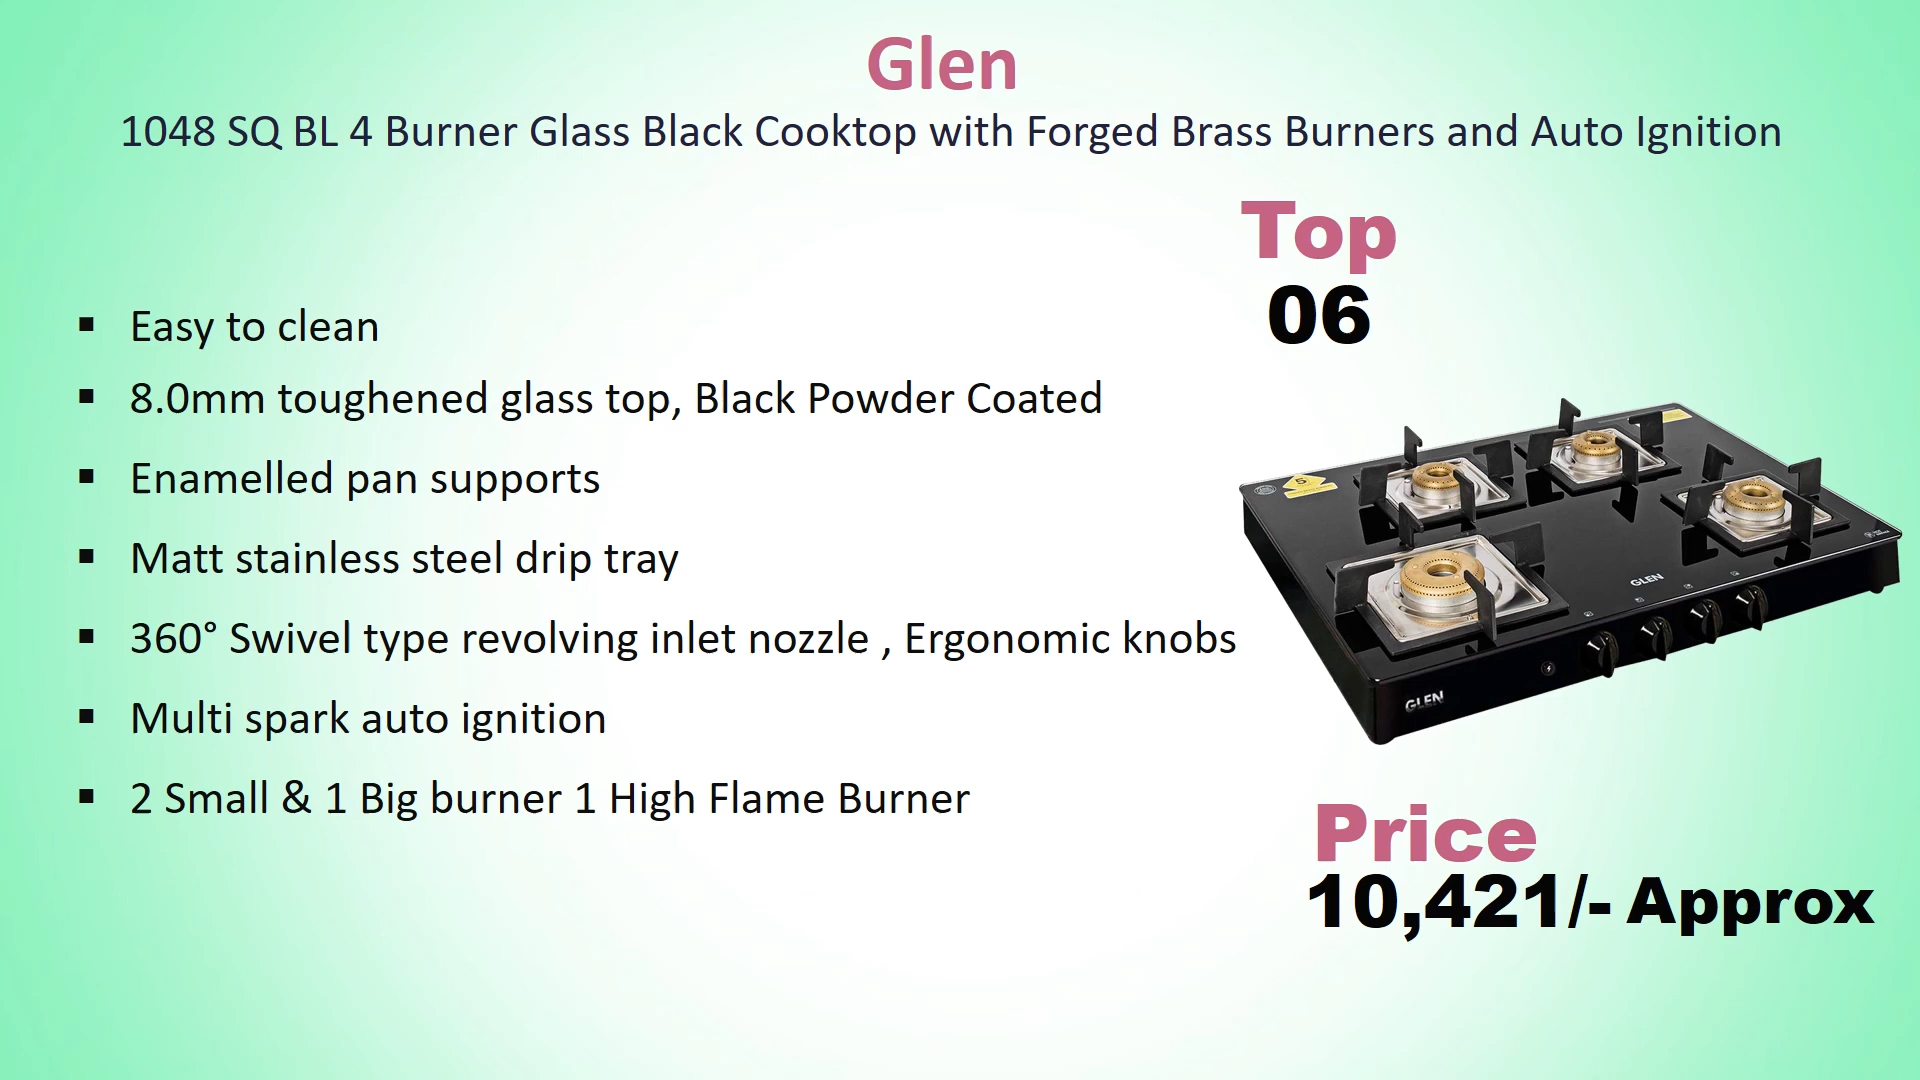 Glen
1048 SQ BL 4 Burner Glass Black Cooktop with Forged Brass Burners and Auto Ignition
Top
06
▪ Easy to clean
▪ 8.0mm toughened glass top, Black Powder Coated
▪ Enamelled pan supports
▪ Matt stainless steel drip tray
▪ 360° Swivel type revolving inlet nozzle , Ergonomic knobs
▪ Multi spark auto ignition
▪ 2 Small & 1 Big burner 1 High Flame Burner
5
GLEN
GLEN
Price
10,421/- Approx